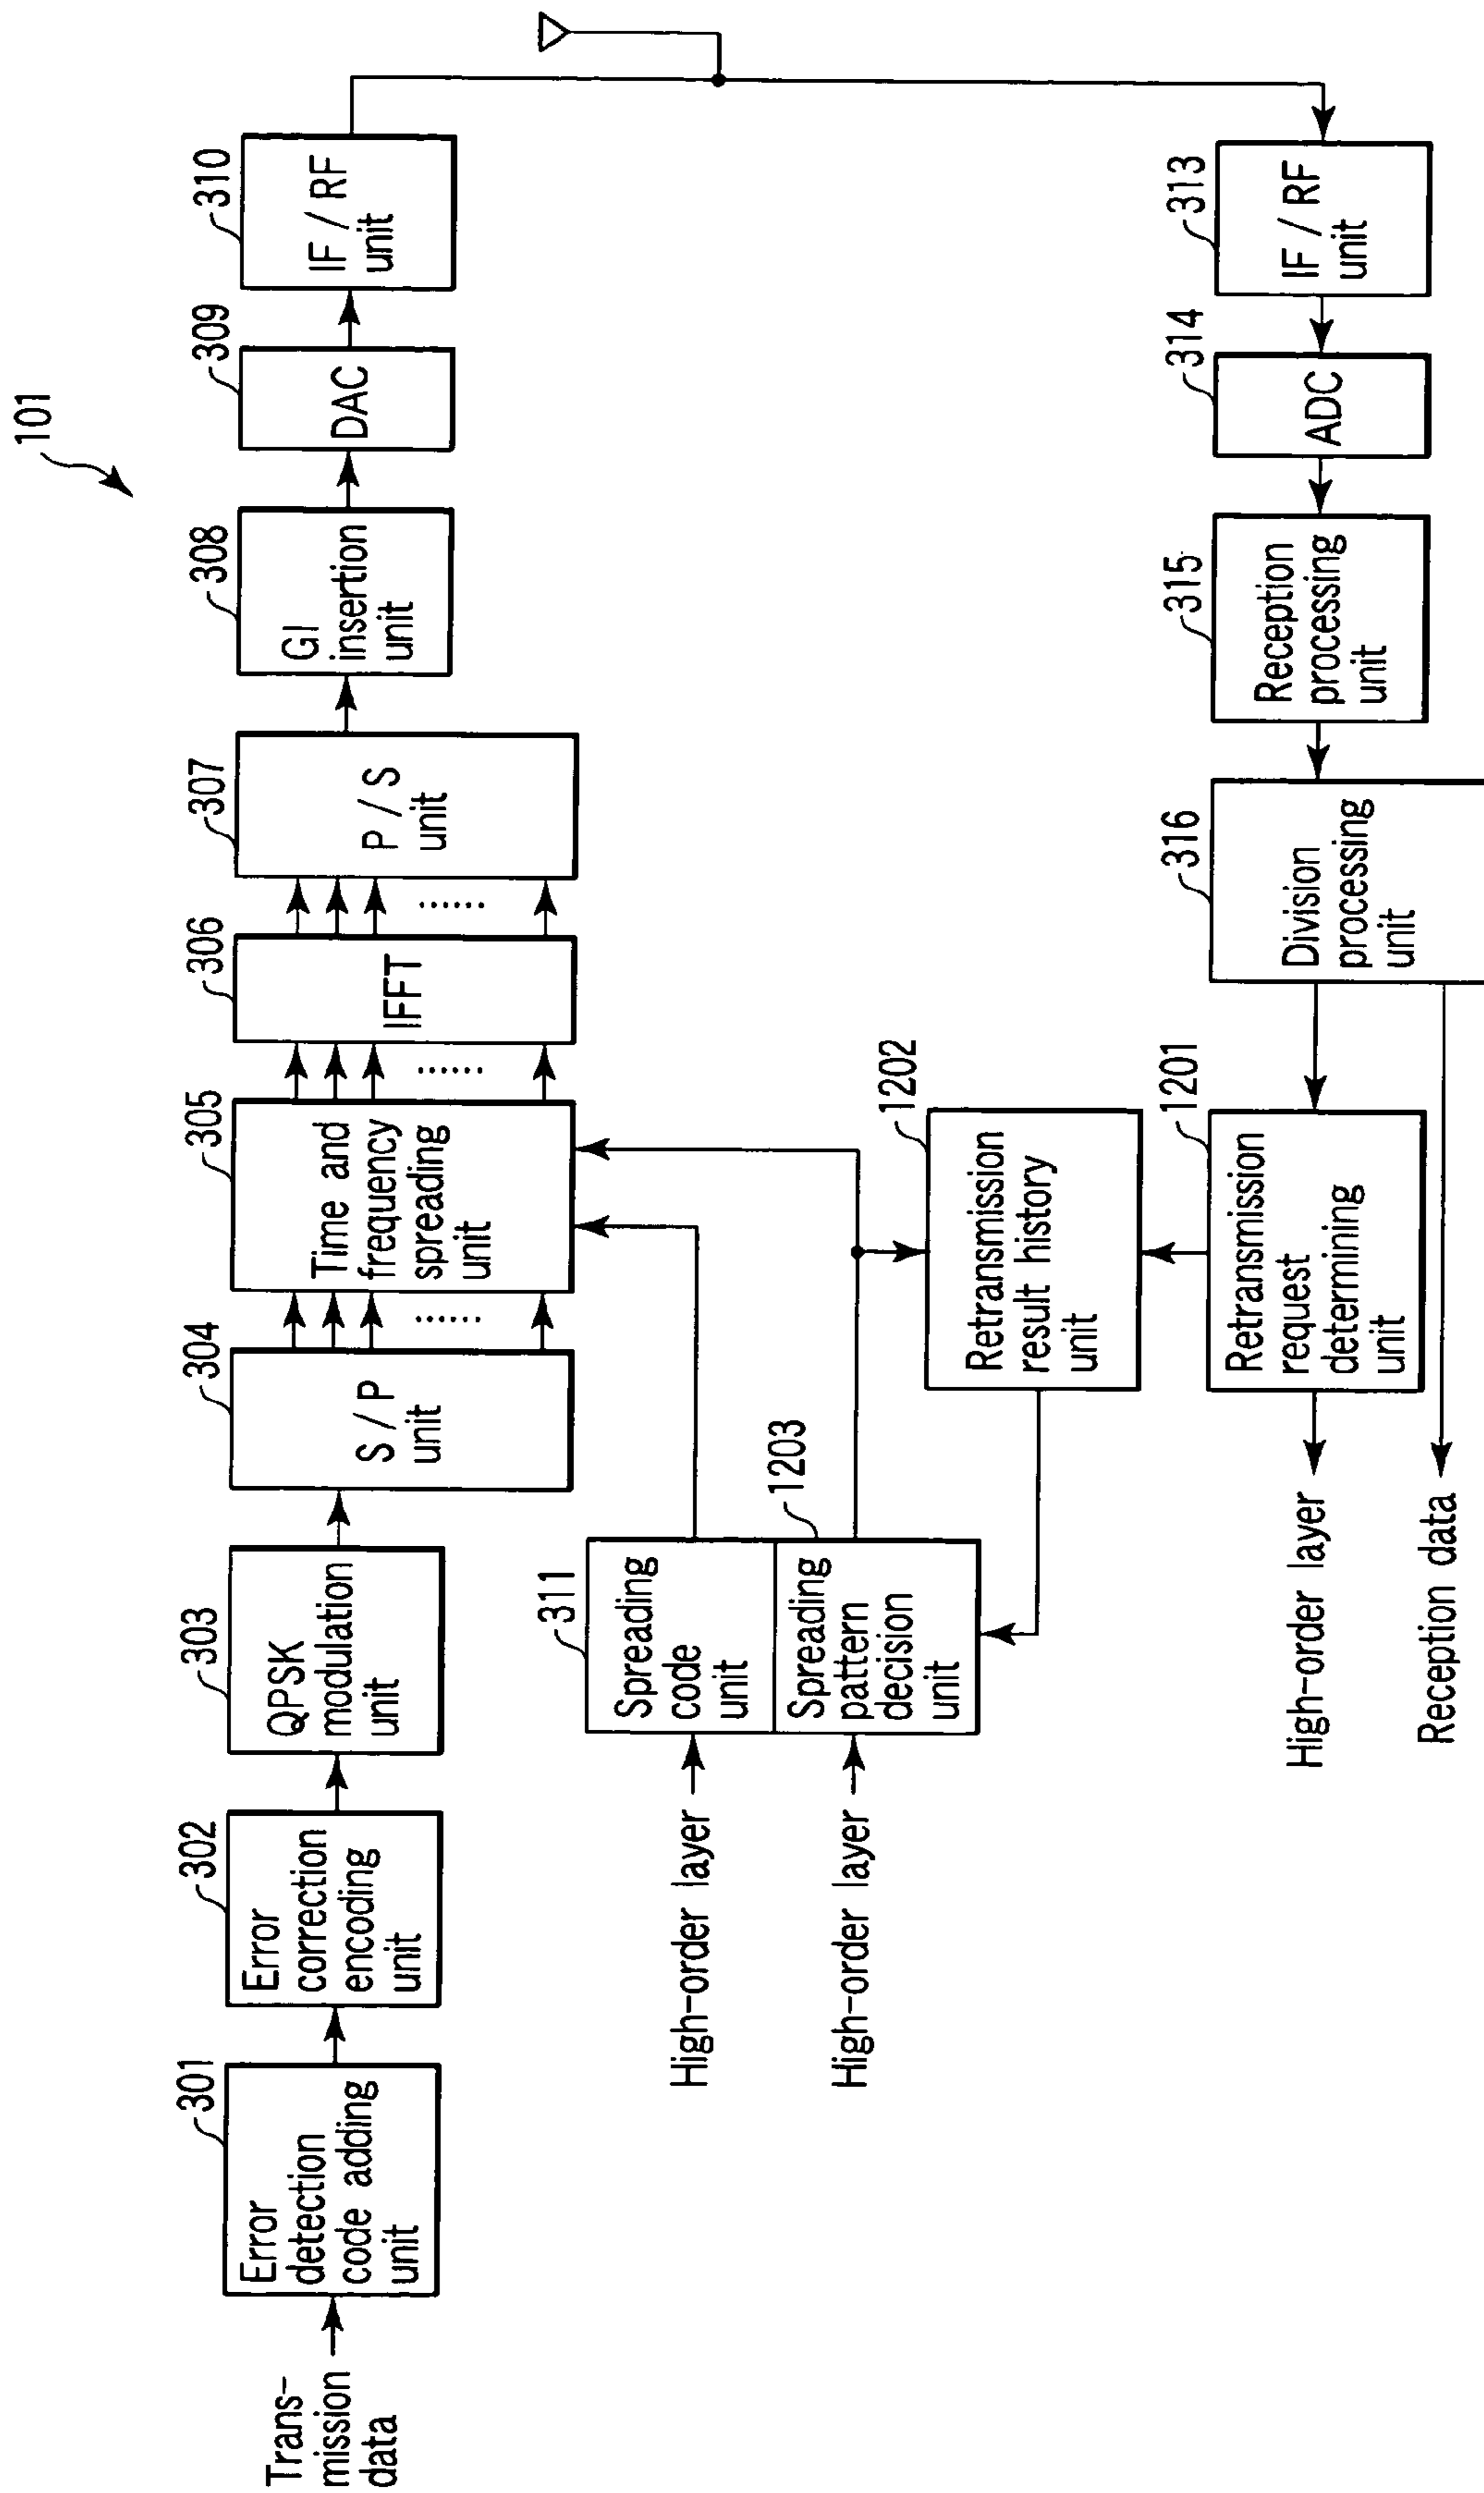 101
301
Error
detection
code adding
unit
302
Error
correction
encoding
unit
303
QPSK
modulation
unit
304
S / P
unit
305
Time and
frequency
spreading
unit
306
IFFT
307
P / S
unit
308
GI
insertion
unit
309
DAC
310
IF / RF
unit
Trans-
mission
data
......
......
......
311
Spreading
code
unit
1203
Spreading
pattern
decision
unit
High-order layer
High-order layer
1202
Retransmission
result history
unit
1201
Retransmission
request
determining
unit
316
Division
processing
unit
315
Reception
processing
unit
314
ADC
313
IF / RF
unit
High-order layer
Reception data